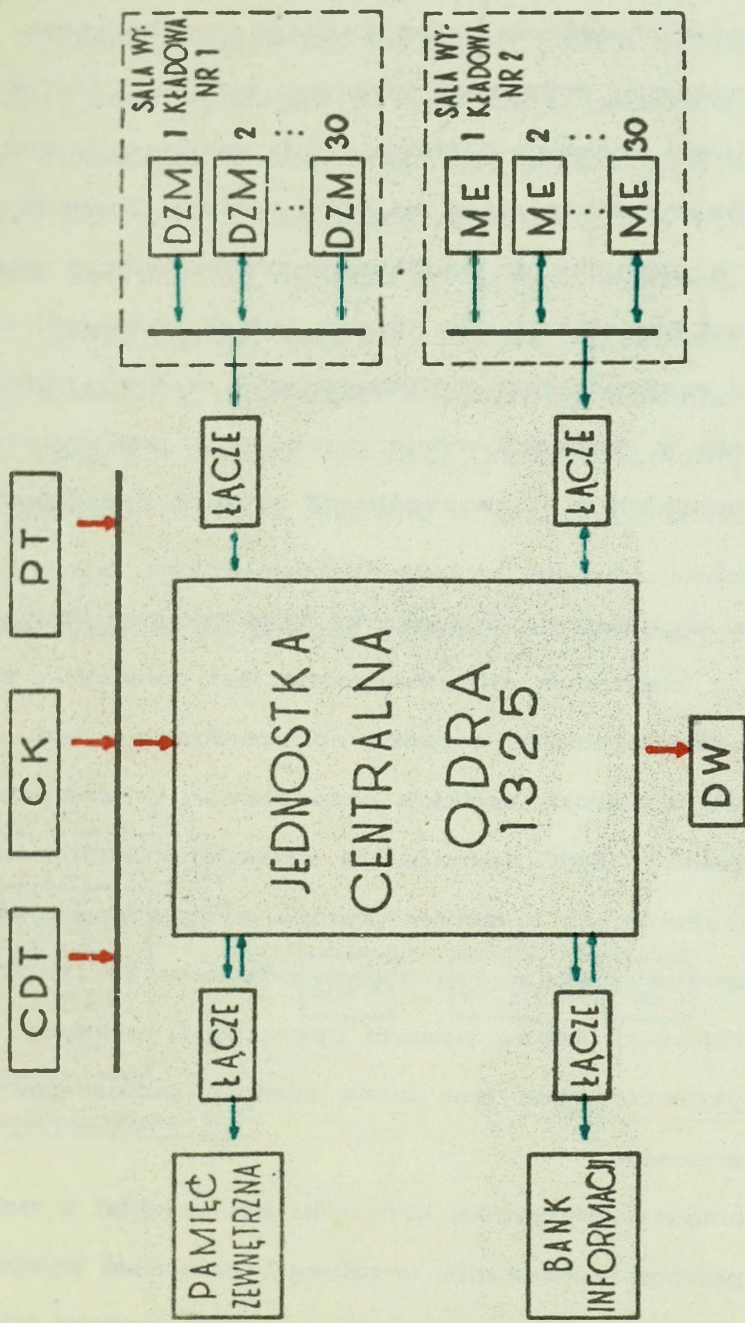 CDT
CK
PT
PAMIĘĆ
ZEWNĘTRZNA
ŁĄCZE
BANK
INFORMACJI
ŁĄCZE
JEDNOSTKA
CENTRALNA
ODRA
1325
DW
ŁĄCZE
ŁĄCZE
SALA WY-
KŁADOWA
NR 1
DZM 1
DZM 2
DZM 30
SALA WY-
KŁADOWA
NR 2
ME 1
ME 2
ME 30